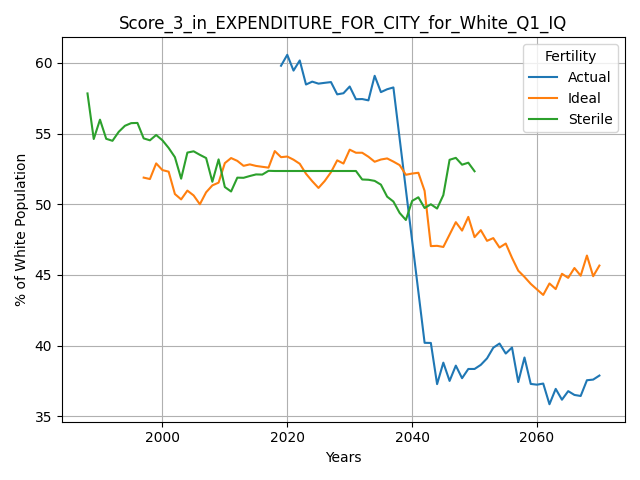 Score_3_in_EXPENDITURE_FOR_CITY_for_White_Q1_IQ
Fertility
Actual
Ideal
Sterile
% of White Population
60
55
50
45
40
35
2000
2020
2040
2060
Years